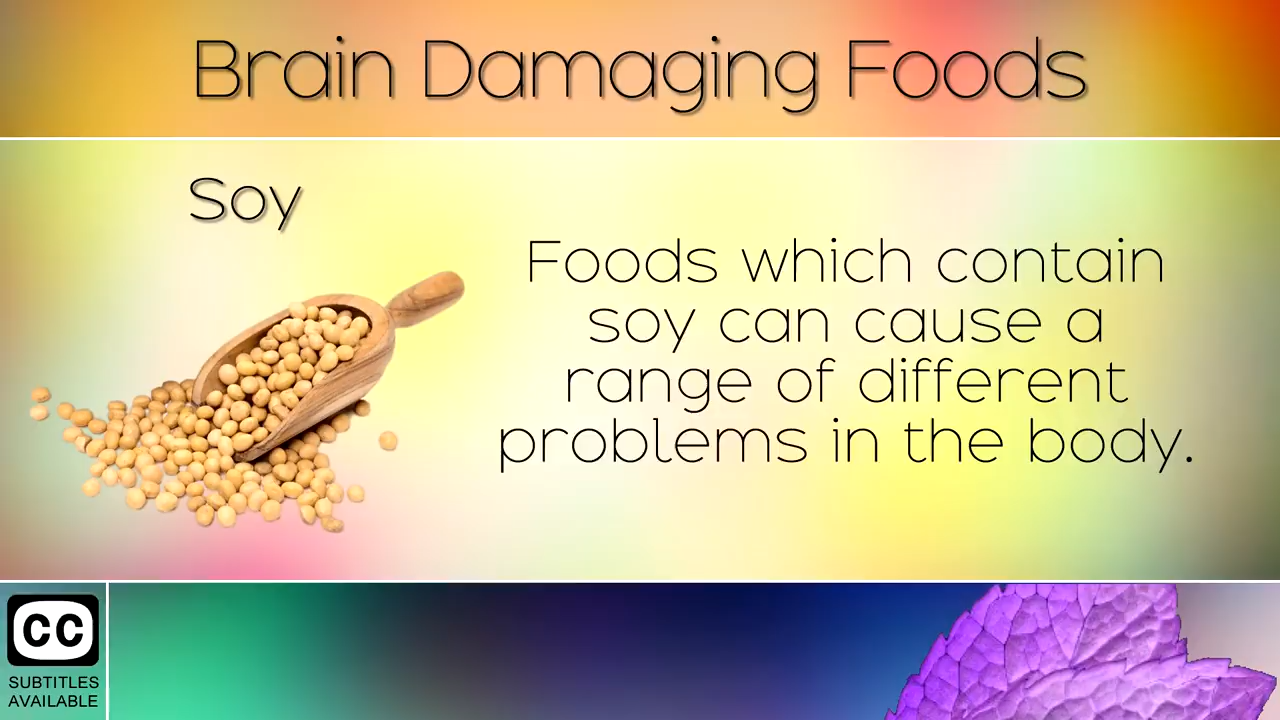 Brain Damaging Foods
Soy
Foods which contain
soy can cause a
range of different
problems in the body.
CC
SUBTITLES
AVAILABLE